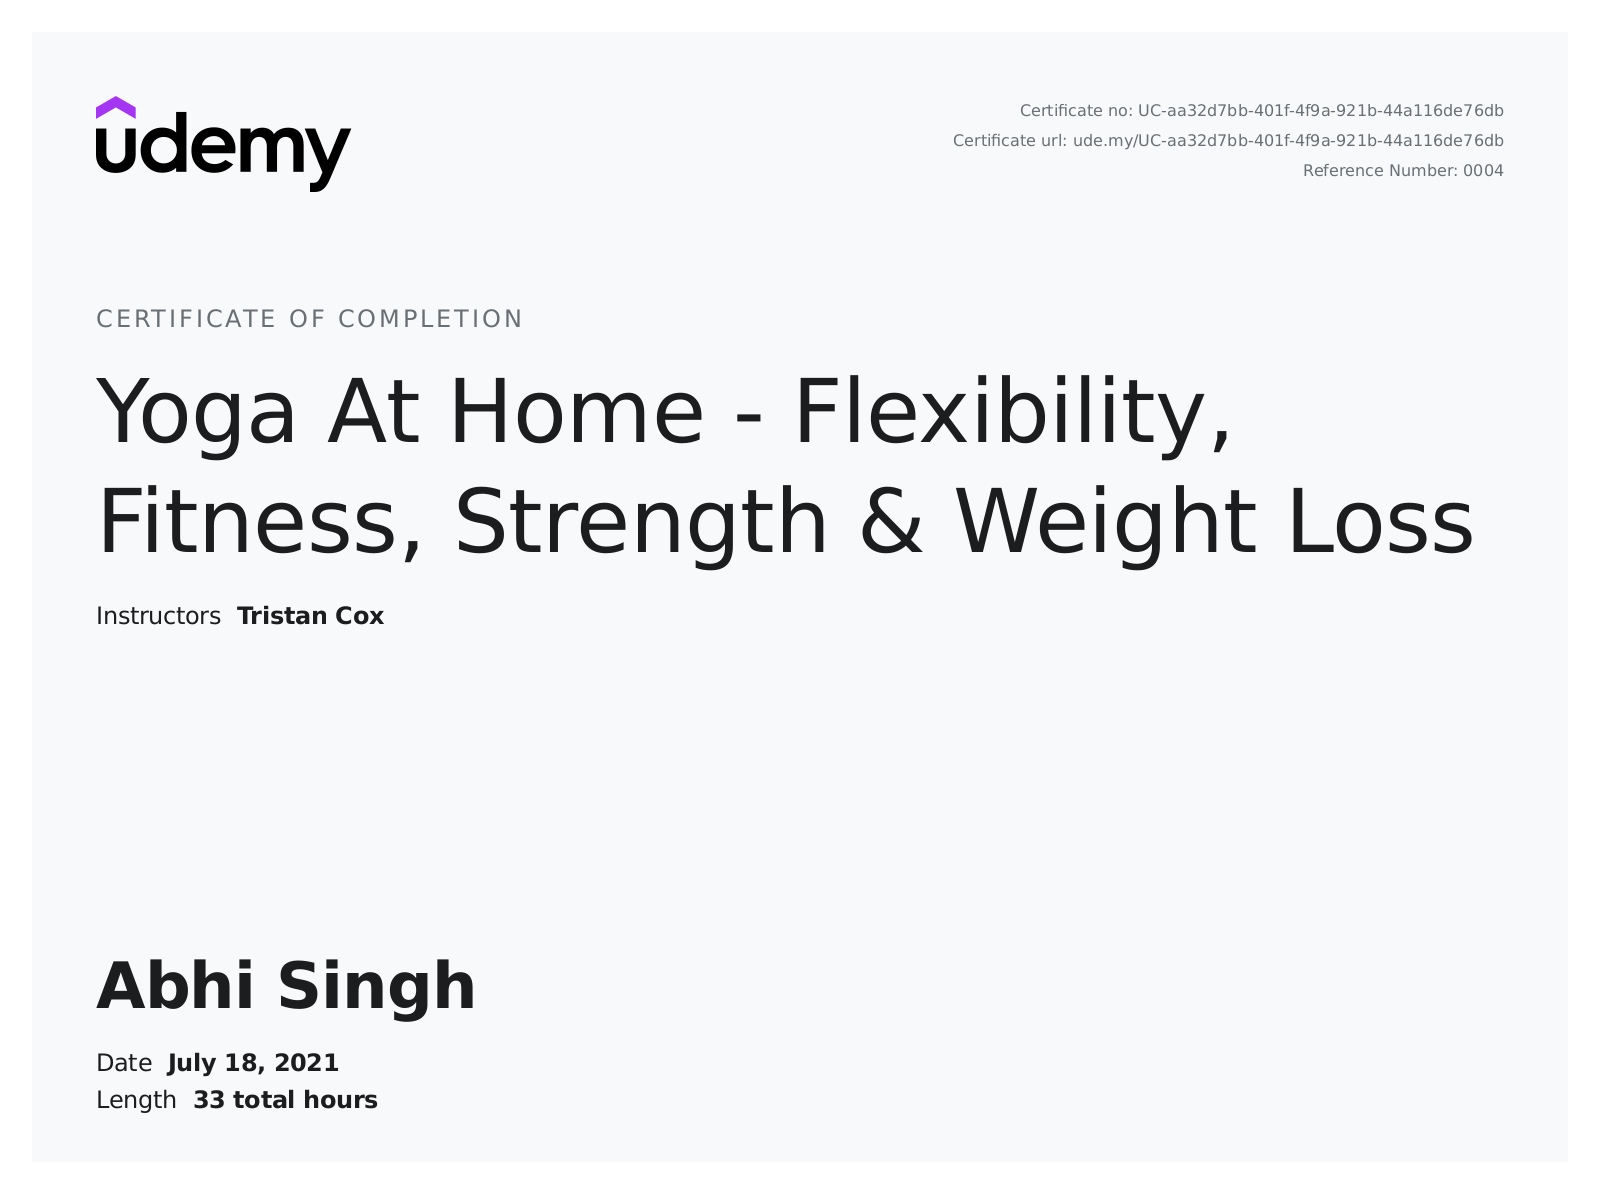 udemy
Certificate no: UC-aa32d7bb-401f-4f9a-921b-44a116de76db
Certificate url: ude.my/UC-aa32d7bb-401f-4f9a-921b-44a116de76db
Reference Number: 0004
CERTIFICATE OF COMPLETION
Yoga At Home - Flexibility,
Fitness, Strength & Weight Loss
Instructors Tristan Cox
Abhi Singh
Date July 18, 2021
Length 33 total hours